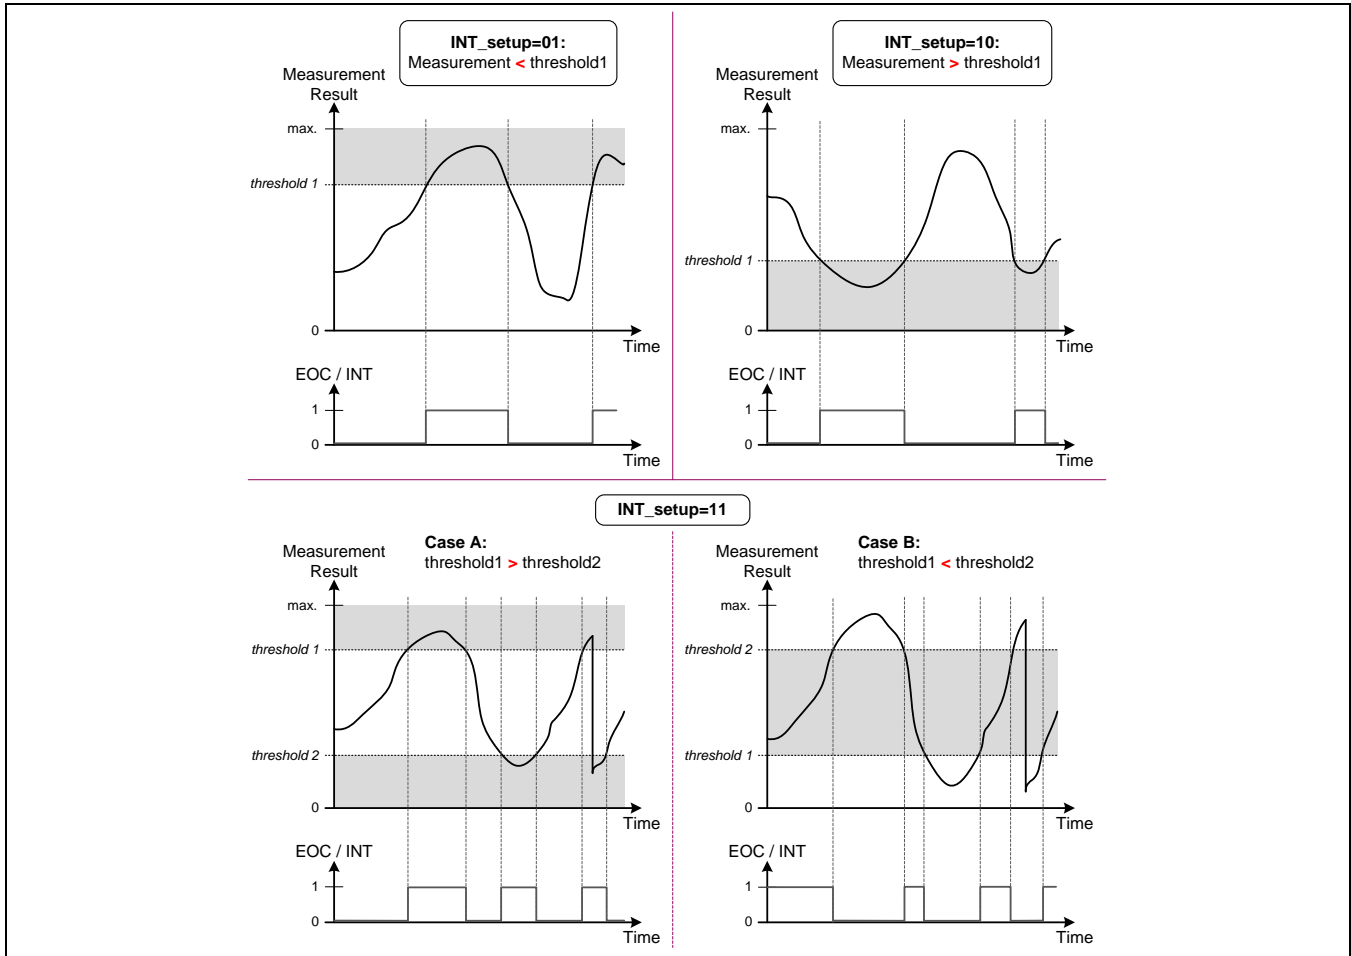 INT_setup=01:
Measurement < threshold1
Measurement
Result
max.
threshold 1
0
Time
EOC / INT
1
0
Time
INT_setup=10:
Measurement > threshold1
Measurement
Result
max.
threshold 1
0
Time
EOC / INT
1
0
Time
INT_setup=11
Case A:
threshold1 > threshold2
Measurement
Result
max.
threshold 1
threshold 2
0
Time
EOC / INT
1
0
Time
Case B:
threshold1 < threshold2
Measurement
Result
max.
threshold 2
threshold 1
0
Time
EOC / INT
1
0
Time